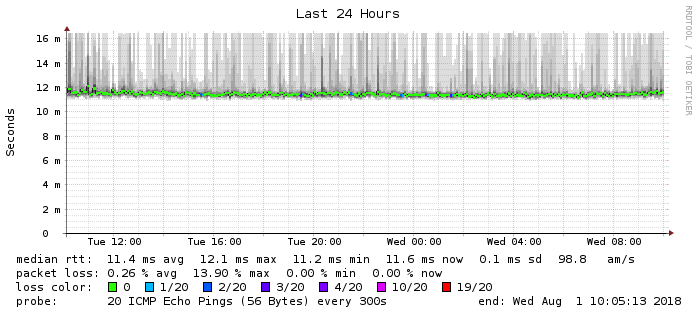 Last 24 Hours
RRDTOOL / TOBI OETIKER
Seconds
16 m
14 m
12 m
10 m
8 m
6 m
4 m
2 m
0
Tue 12:00 Tue 16:00 Tue 20:00 Wed 00:00 Wed 04:00 Wed 08:00
median rtt: 11.4 ms avg 12.1 ms max 11.2 ms min 11.6 ms now 0.1 ms sd 98.8 am/s
packet loss: 0.26 % avg 13.90 % max 0.00 % min 0.00 % now
loss color: 0 1/20 2/20 3/20 4/20 10/20 19/20
probe: 20 ICMP Echo Pings (56 Bytes) every 300s end: Wed Aug 1 10:05:13 2018